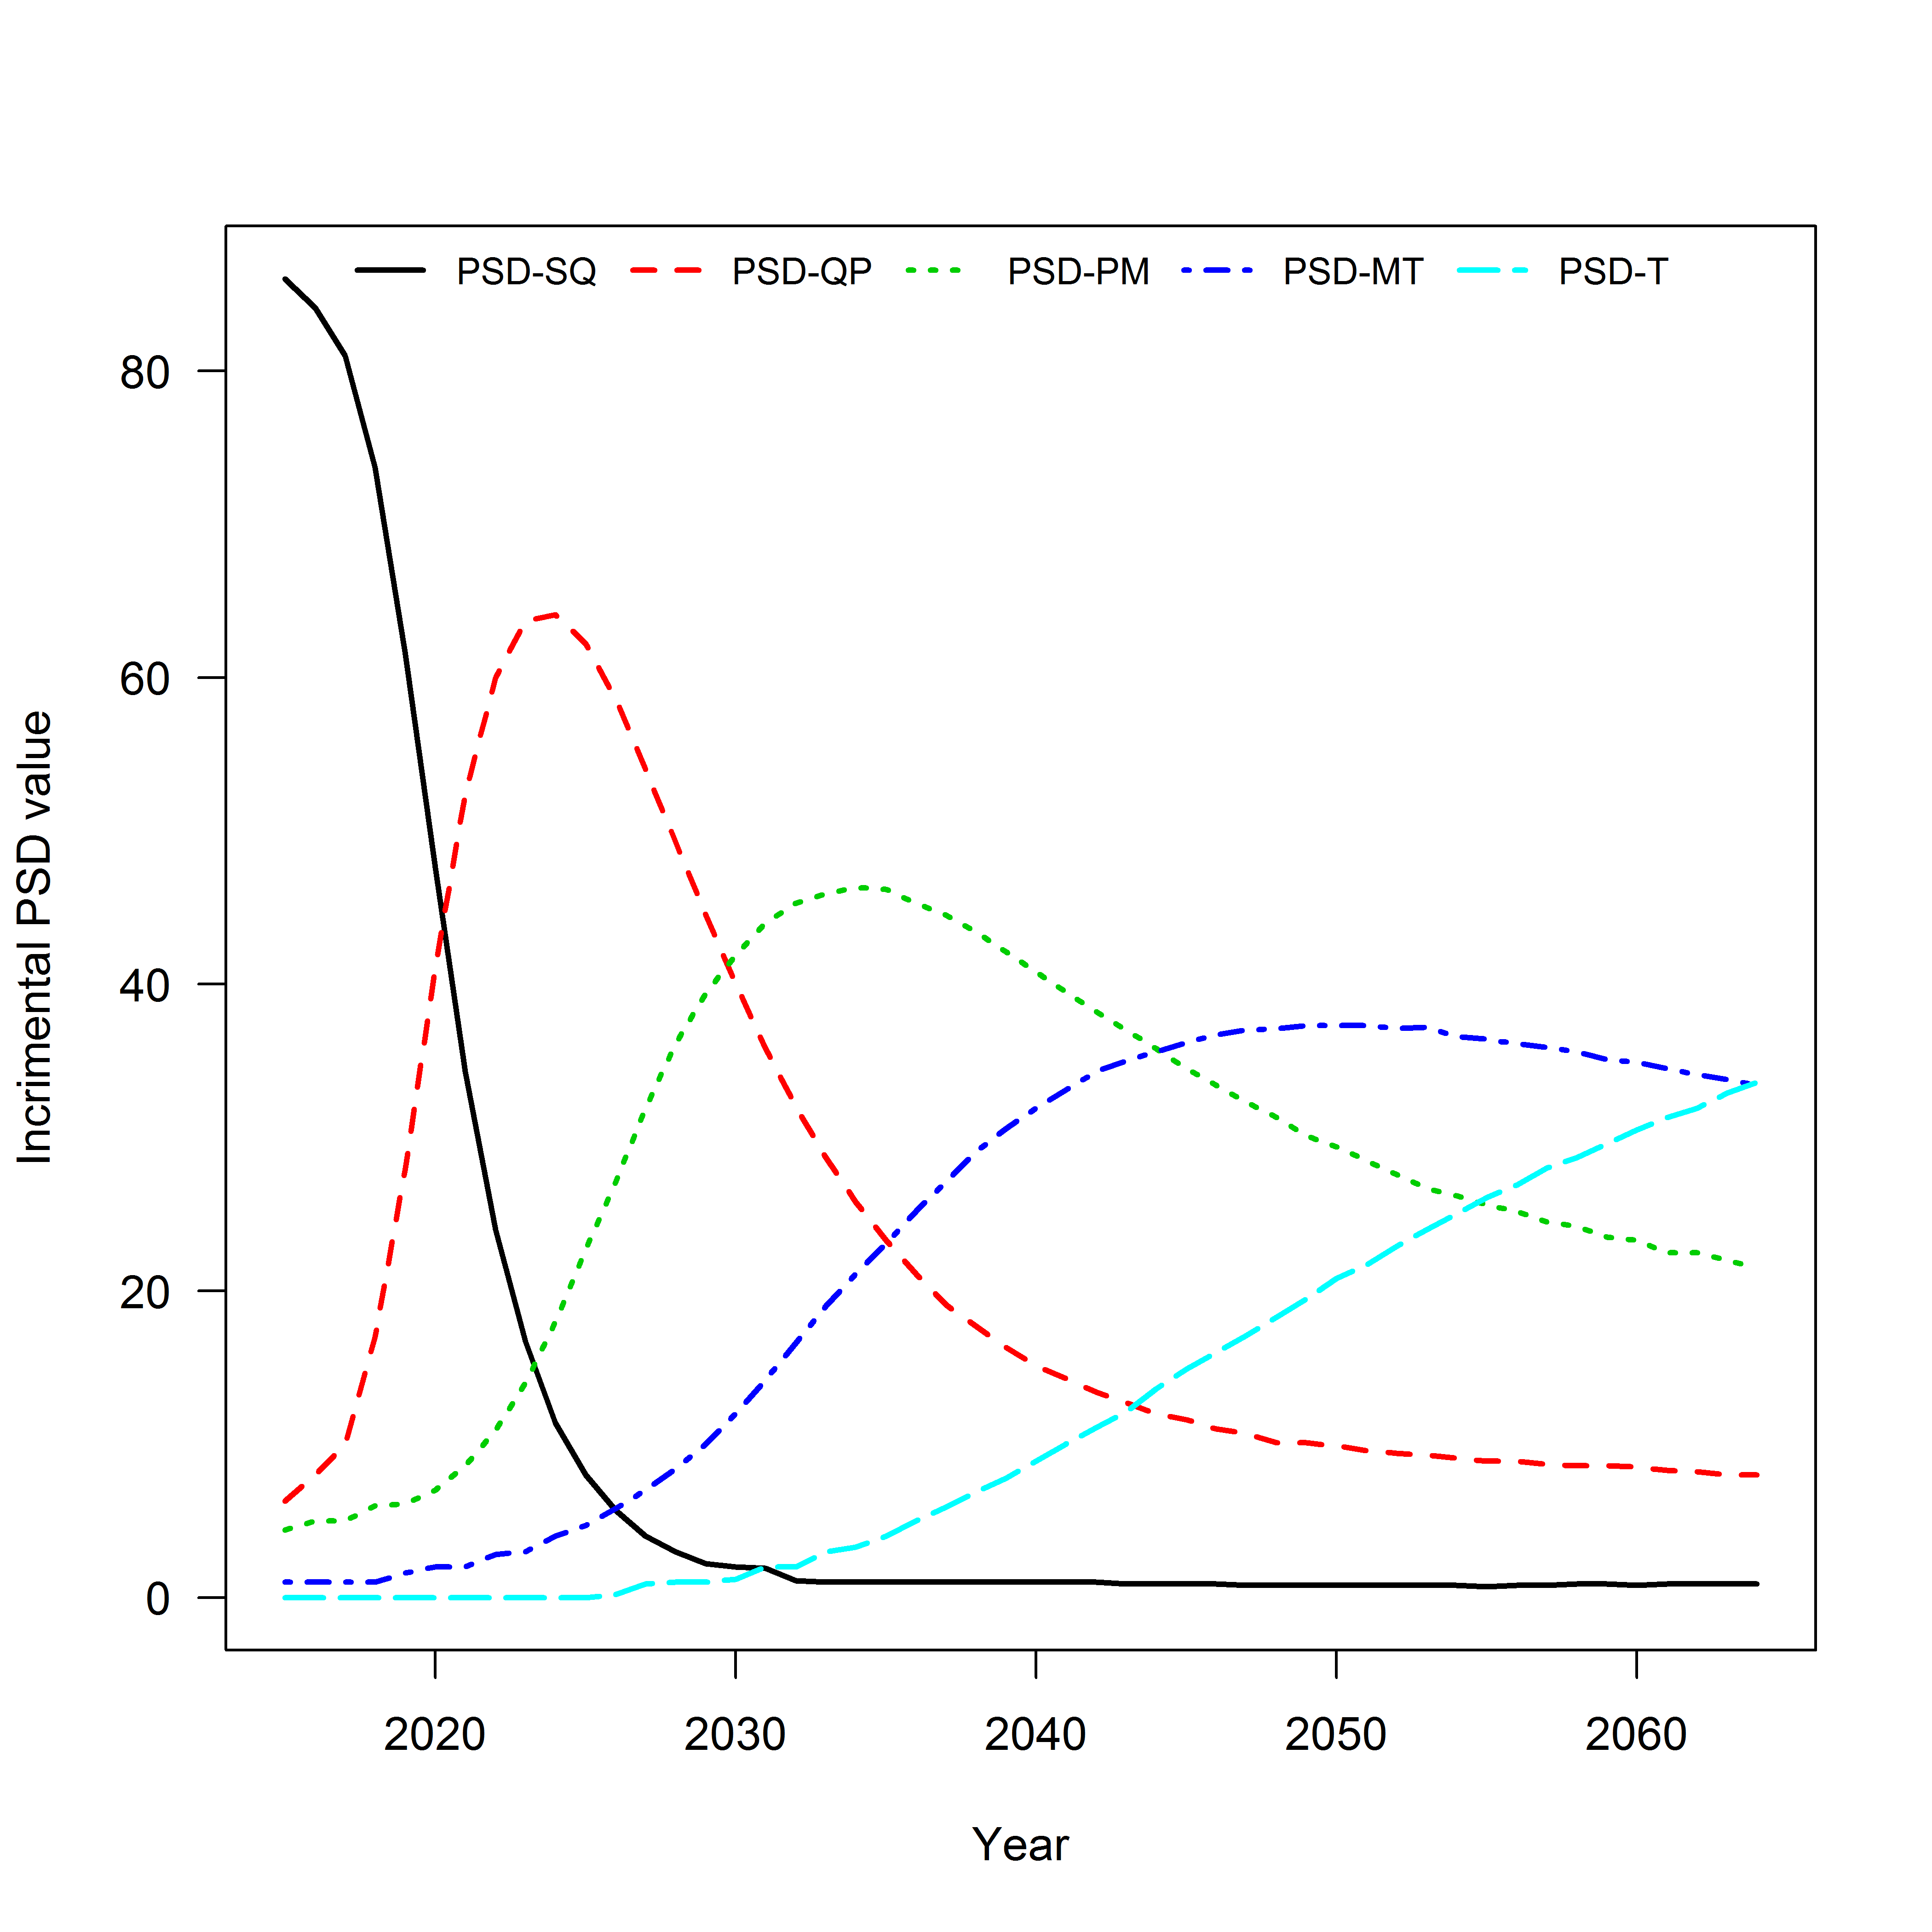 PSD-SQ PSD-QP PSD-PM PSD-MT PSD-T
80
60
40
20
0
Incrimental PSD value
2020 2030 2040 2050 2060
Year